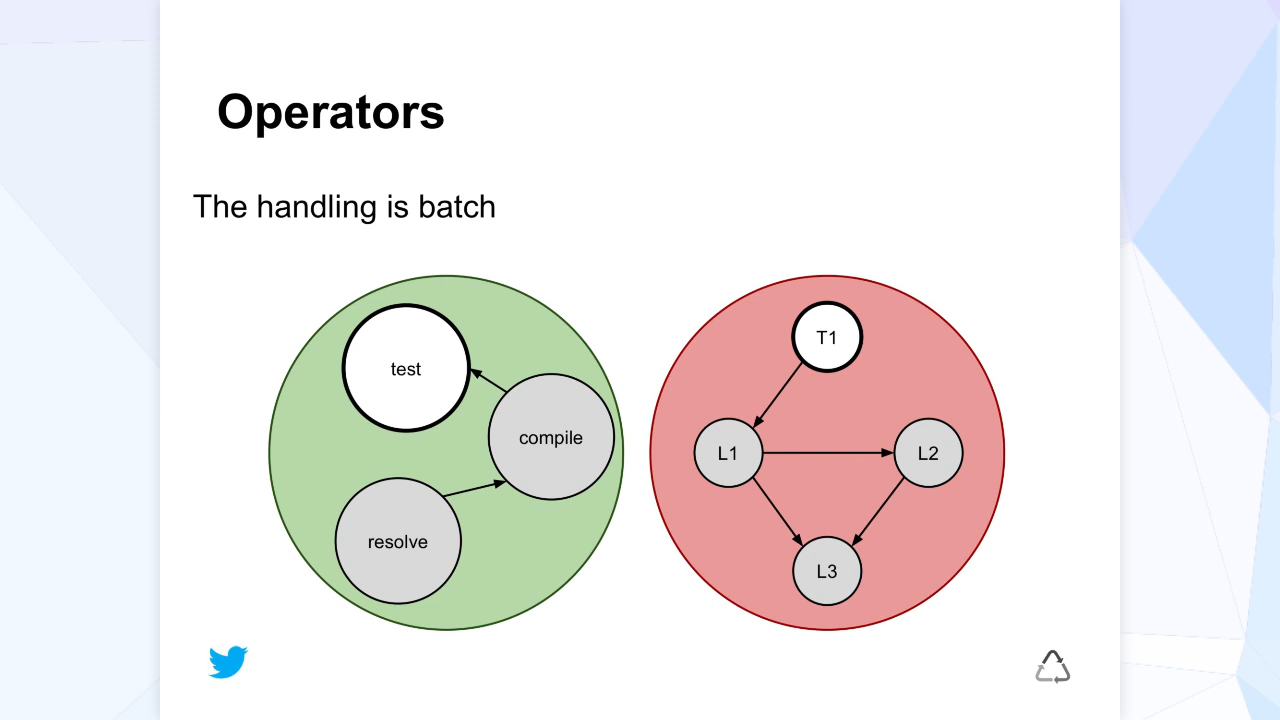 Operators
The handling is batch
test
compile
resolve
T1
L1
L2
L3